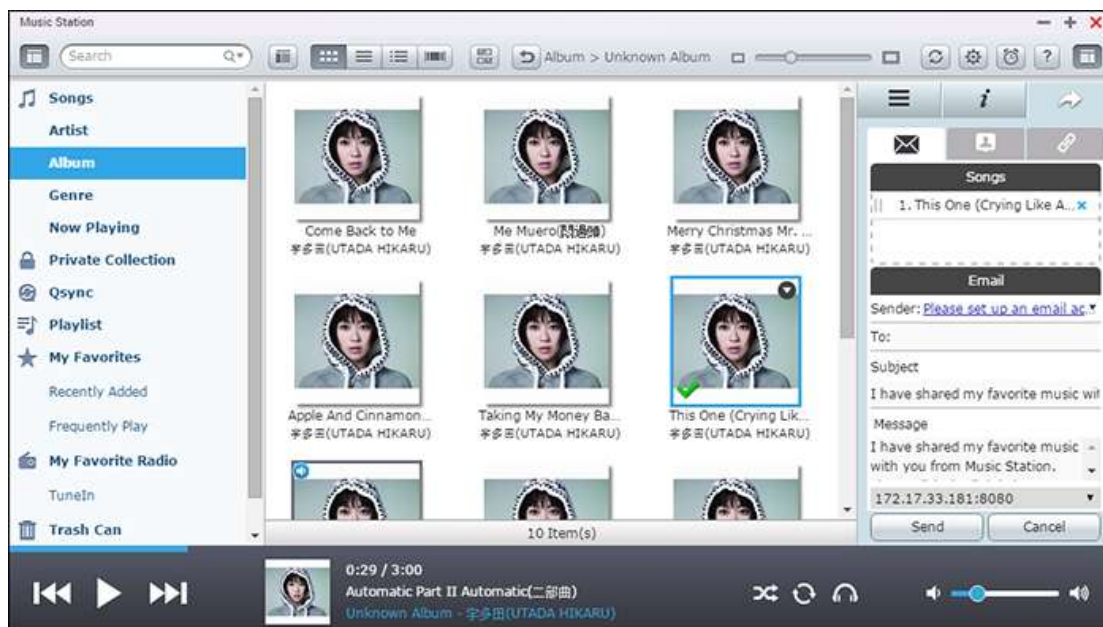 Music Station
Search
Album > Unknown Album
?
Songs
Artist
Album
Genre
Now Playing
Private Collection
Qsync
Playlist
My Favorites
Recently Added
Frequently Play
My Favorite Radio
TuneIn
Trash Can
Come Back to Me
宇多田(UTADA HIKARU)
Me Muero(
宇多田(UTADA HIKARU)
Merry Christmas Mr. ...
宇多田(UTADA HIKARU)
Apple And Cinnamon...
宇多田(UTADA HIKARU)
Taking My Money Ba...
宇多田(UTADA HIKARU)
This One (Crying Lik...
宇多田(UTADA HIKARU)
10 Item(s)
i
Songs
1. This One (Crying Like A...
Email
Sender: Please set up an email ac..
To:
Subject
I have shared my favorite music wit
Message
I have shared my favorite music
with you from Music Station.
172.17.33.181:8080
Send
Cancel
0:29 / 3:00
Automatic Part II Automatic(二部曲)
Unknown Album - 宇多田(UTADA HIKARU)